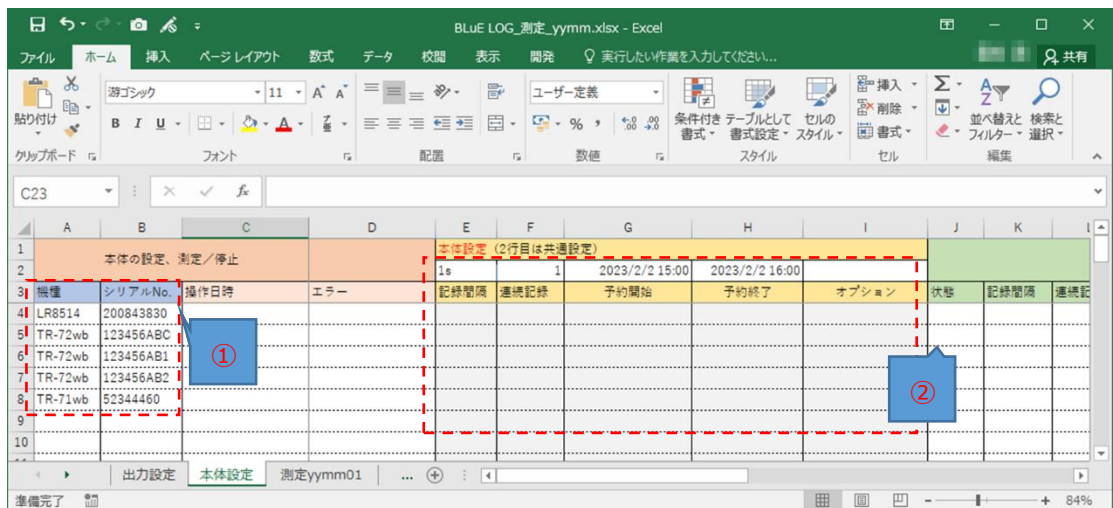 BLuE LOG_測定_yymm.xlsx - Excel
ファイル ホーム 挿入 ページ レイアウト 数式 データ 校閲 表示 開発 実行したい作業を入力してください... 共有
貼り付け
游ゴシック 11 A A
B I U A
ユーザー定義
% , .0 .00 .00 .0
条件付き書式 テーブルとして書式設定 セルのスタイル
挿入
削除
書式
Σ 並べ替えとフィルター 検索と選択
クリップボード フォント 配置 数値 スタイル セル 編集
C23 fx
A B C D E F G H I J K L
1 本体設定 (2行目は共通設定)
本体の設定、測定／停止
2 1s 1 2023/2/2 15:00 2023/2/2 16:00
3 機種 シリアルNo. 操作日時 エラー 記録間隔 連続記録 予約開始 予約終了 オプション 状態 記録間隔 連続記
4 LR8514 200843830
5 TR-72wb 123456ABC
6 TR-72wb 123456AB1
7 TR-72wb 123456AB2
8 TR-71wb 52344460
9
10
①
②
出力設定 本体設定 測定yymm01 ...
準備完了 84%